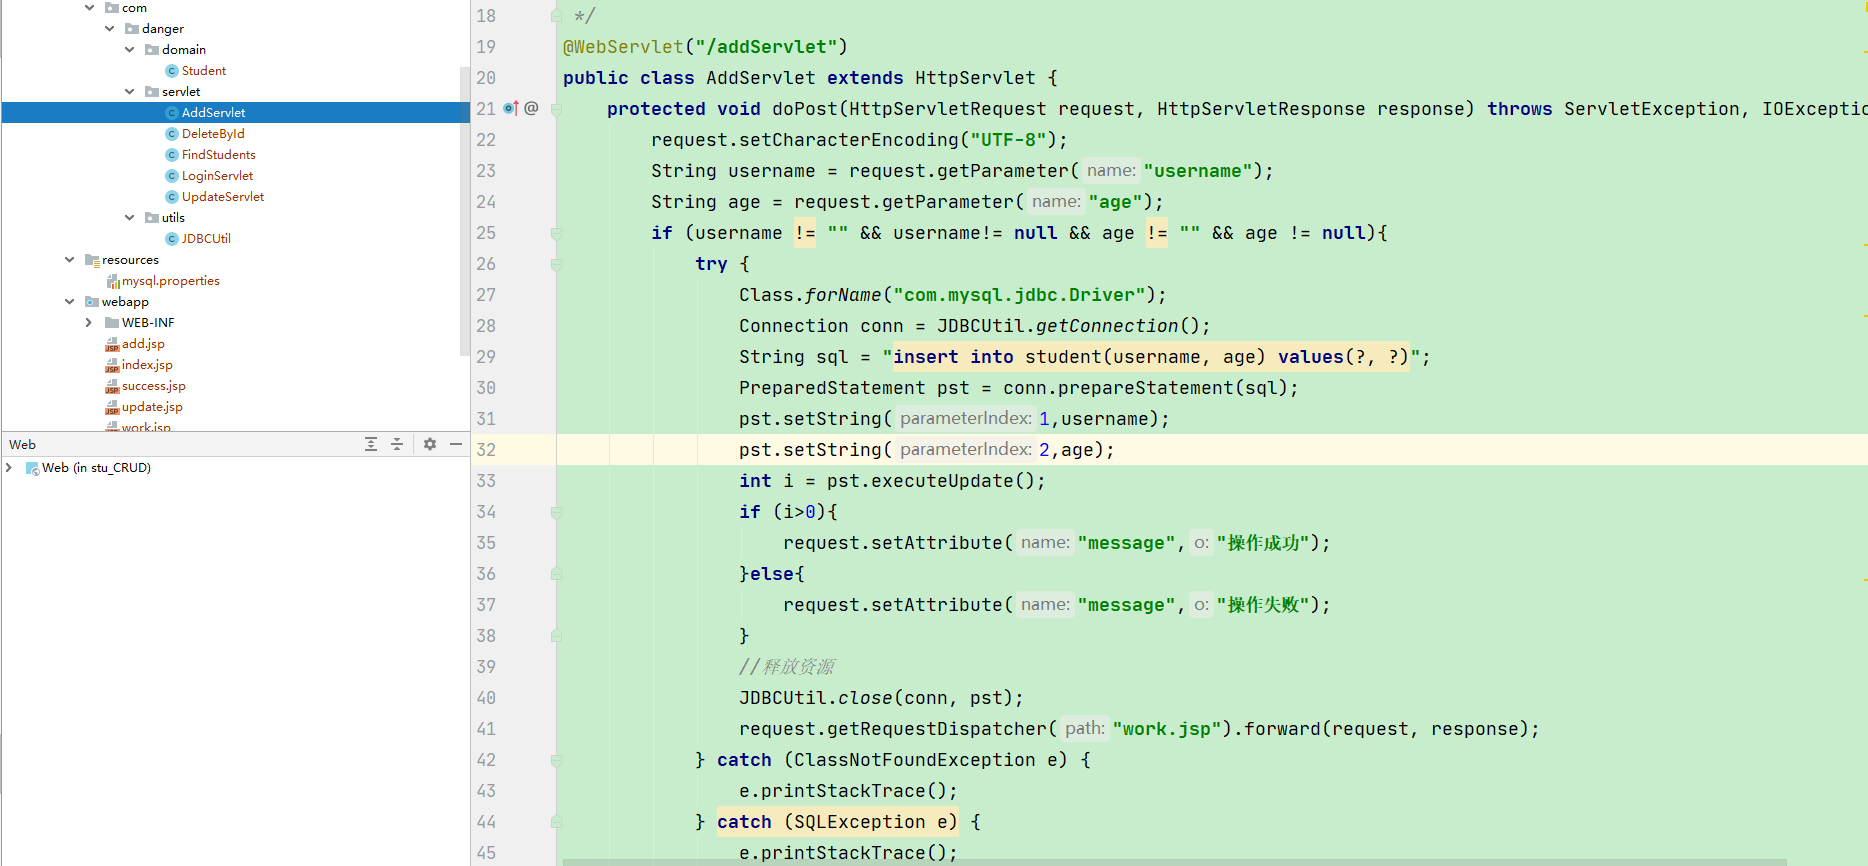 com
danger
domain
Student
servlet
AddServlet
DeleteById
FindStudents
LoginServlet
UpdateServlet
utils
JDBCUtil
resources
mysql.properties
webapp
WEB-INF
add.jsp
index.jsp
success.jsp
update.jsp
work.jsp
Web
Web (in stu_CRUD)
18 */
19 @WebServlet("/addServlet")
20 public class AddServlet extends HttpServlet {
21 @ protected void doPost(HttpServletRequest request, HttpServletResponse response) throws ServletException, IOExceptio
22 request.setCharacterEncoding("UTF-8");
23 String username = request.getParameter( name: "username");
24 String age = request.getParameter( name: "age");
25 if (username != "" && username!= null && age != "" && age != null){
26 try {
27 Class.forName("com.mysql.jdbc.Driver");
28 Connection conn = JDBCUtil.getConnection();
29 String sql = "insert into student(username, age) values(?, ?)";
30 PreparedStatement pst = conn.prepareStatement(sql);
31 pst.setString( parameterIndex: 1,username);
32 pst.setString( parameterIndex: 2,age);
33 int i = pst.executeUpdate();
34 if (i>0){
35 request.setAttribute( name: "message", o: "操作成功");
36 }else{
37 request.setAttribute( name: "message", o: "操作失败");
38 }
39 //释放资源
40 JDBCUtil.close(conn, pst);
41 request.getRequestDispatcher( path: "work.jsp").forward(request, response);
42 } catch (ClassNotFoundException e) {
43 e.printStackTrace();
44 } catch (SQLException e) {
45 e.printStackTrace();